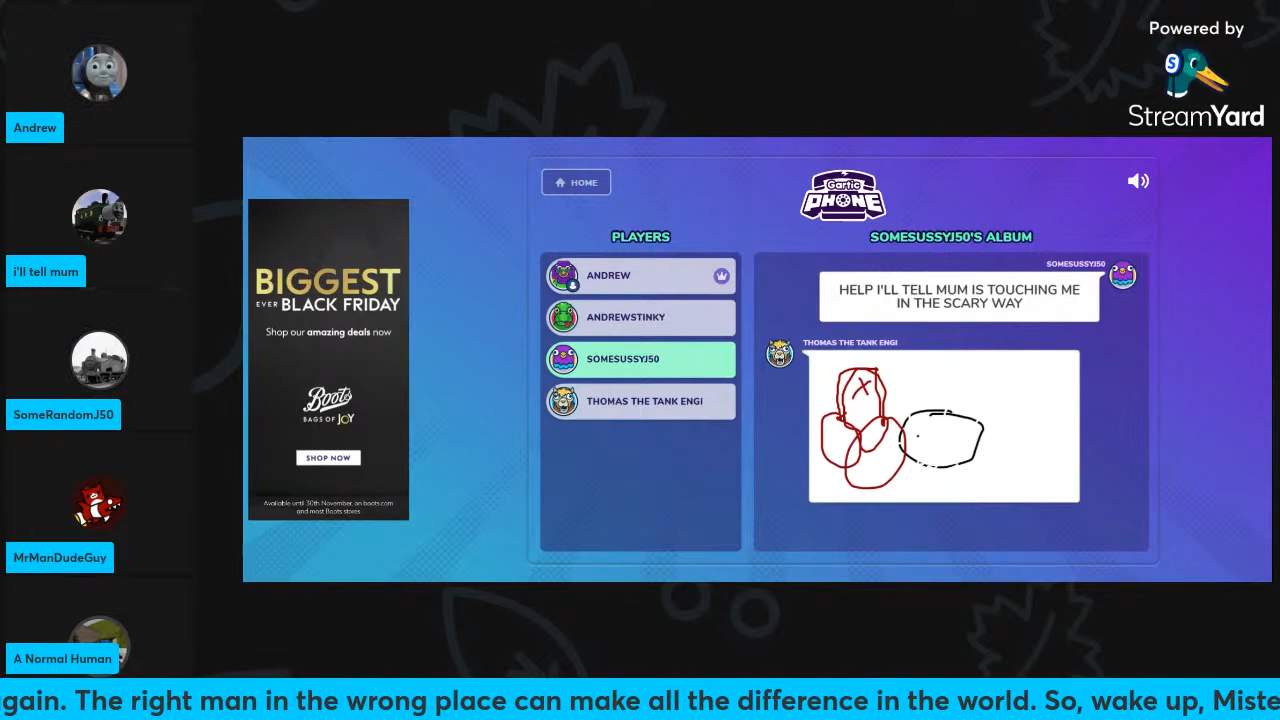 Powered by
StreamYard
Andrew
i'll tell mum
SomeRandomJ50
MrManDudeGuy
A Normal Human
BIGGEST
EVER BLACK FRIDAY
Shop our amazing deals now
Boots
BAGS OF JOY
SHOP NOW
Available until 30th November, on boots.com
and most Boots stores
HOME
Gartic
PHONE
PLAYERS
ANDREW
ANDREWSTINKY
SOMESUSSYJ50
THOMAS THE TANK ENGI
SOMESUSSYJ50'S ALBUM
SOMESUSSYJ50
HELP I'LL TELL MUM IS TOUCHING ME
IN THE SCARY WAY
THOMAS THE TANK ENGI
X
again. The right man in the wrong place can make all the difference in the world. So, wake up, Miste